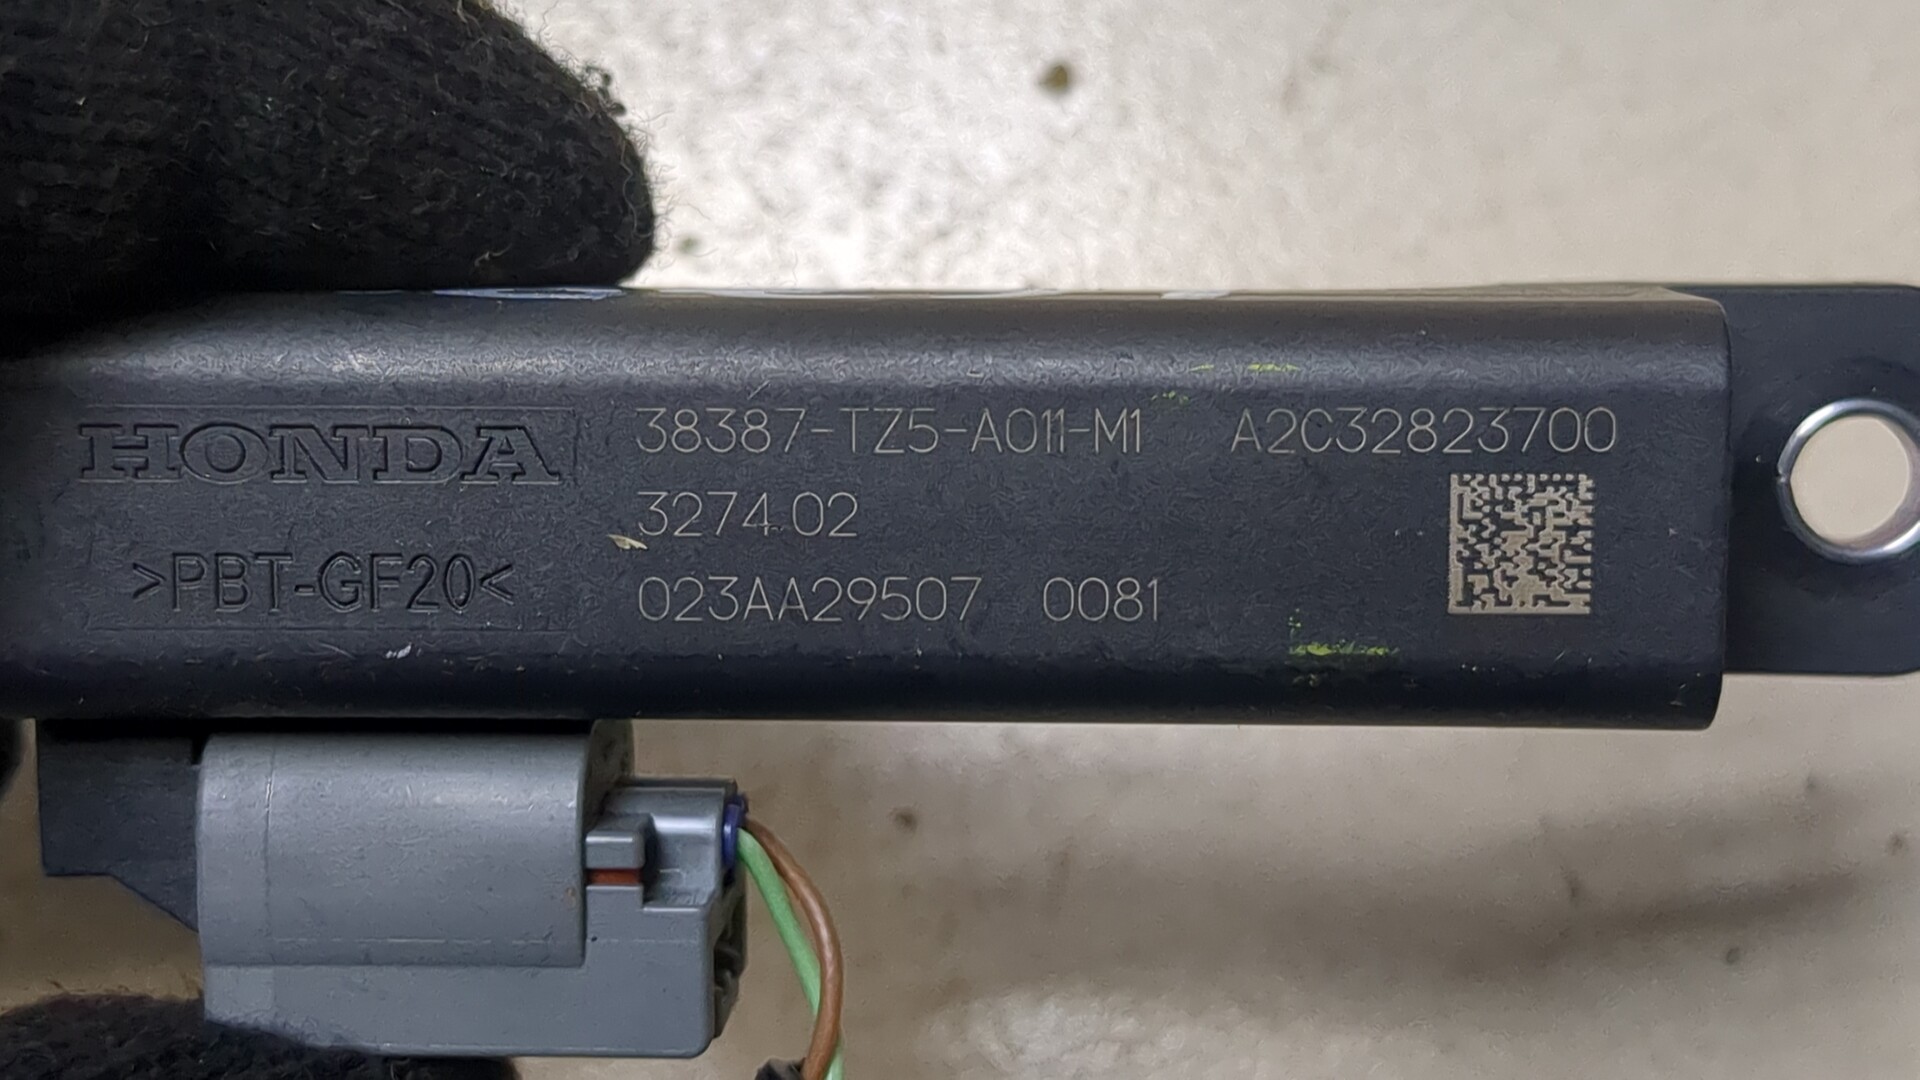 HONDA
>PBT-GF20<
38387-TZ5-A011-M1 A2C32823700
3274.02
023AA29507 0081